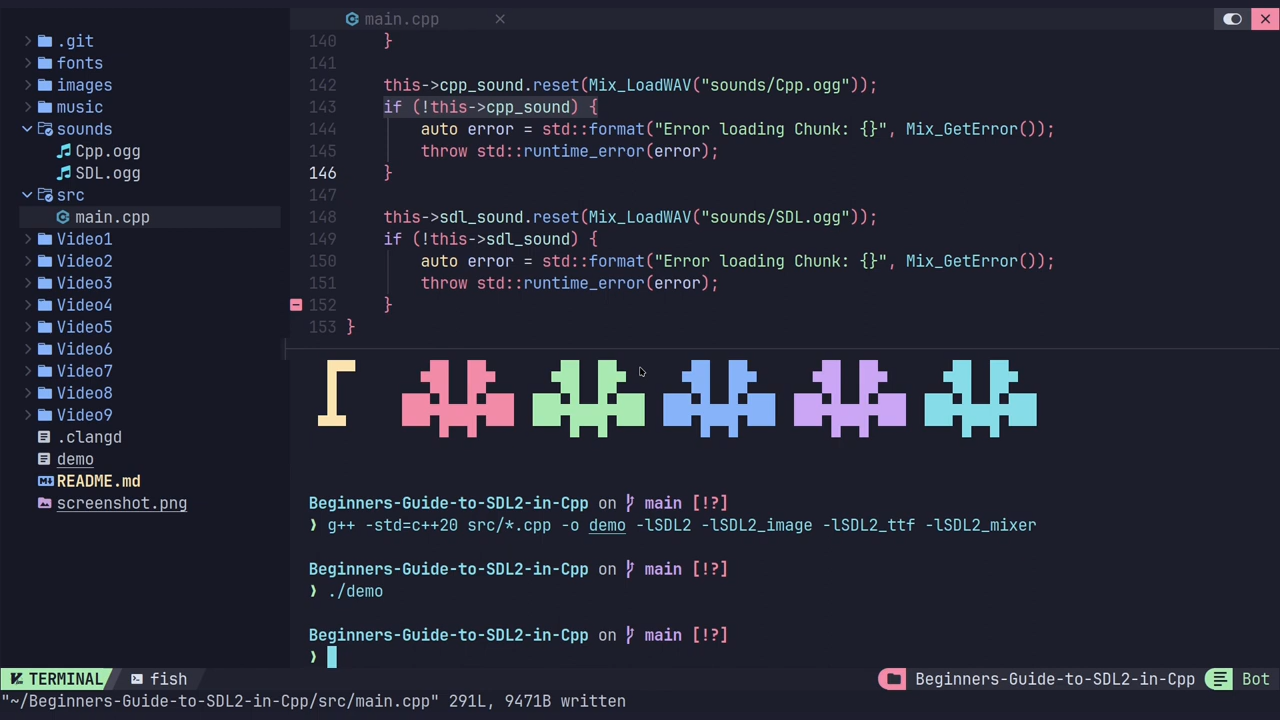 main.cpp
.git
fonts
images
music
sounds
Cpp.ogg
SDL.ogg
src
main.cpp
Video1
Video2
Video3
Video4
Video5
Video6
Video7
Video8
Video9
.clangd
demo
README.md
screenshot.png
140     }
141
142     this->cpp_sound.reset(Mix_LoadWAV("sounds/Cpp.ogg"));
143     if (!this->cpp_sound) {
144         auto error = std::format("Error loading Chunk: {}", Mix_GetError());
145         throw std::runtime_error(error);
146     }
147
148     this->sdl_sound.reset(Mix_LoadWAV("sounds/SDL.ogg"));
149     if (!this->sdl_sound) {
150         auto error = std::format("Error loading Chunk: {}", Mix_GetError());
151         throw std::runtime_error(error);
152     }
153 }
Beginners-Guide-to-SDL2-in-Cpp on main [!?]
❯ g++ -std=c++20 src/*.cpp -o demo -lSDL2 -lSDL2_image -lSDL2_ttf -lSDL2_mixer
Beginners-Guide-to-SDL2-in-Cpp on main [!?]
❯ ./demo
Beginners-Guide-to-SDL2-in-Cpp on main [!?]
❯
TERMINAL fish Beginners-Guide-to-SDL2-in-Cpp Bot
"~/Beginners-Guide-to-SDL2-in-Cpp/src/main.cpp" 291L, 9471B written